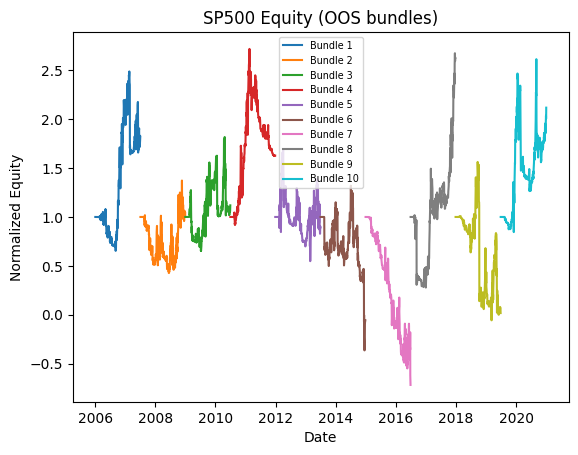 SP500 Equity (OOS bundles)
Bundle 1
Bundle 2
Bundle 3
Bundle 4
Bundle 5
Bundle 6
Bundle 7
Bundle 8
Bundle 9
Bundle 10
Normalized Equity
2.5
2.0
1.5
1.0
0.5
0.0
−0.5
2006 2008 2010 2012 2014 2016 2018 2020
Date